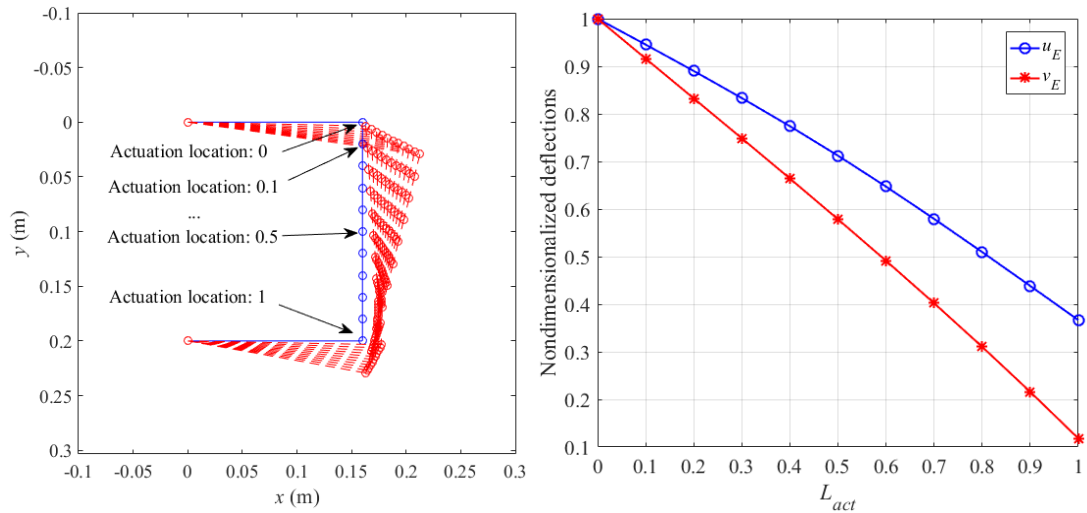 -0.1
-0.05
0
0.05
0.1
0.15
0.2
0.25
0.3
y (m)
Actuation location: 0
Actuation location: 0.1
...
Actuation location: 0.5
Actuation location: 1
-0.1 -0.05 0 0.05 0.1 0.15 0.2 0.25 0.3
x (m)
1
0.9
0.8
0.7
0.6
0.5
0.4
0.3
0.2
0.1
Nondimensionalized deflections
u_E
v_E
0 0.1 0.2 0.3 0.4 0.5 0.6 0.7 0.8 0.9 1
L_act